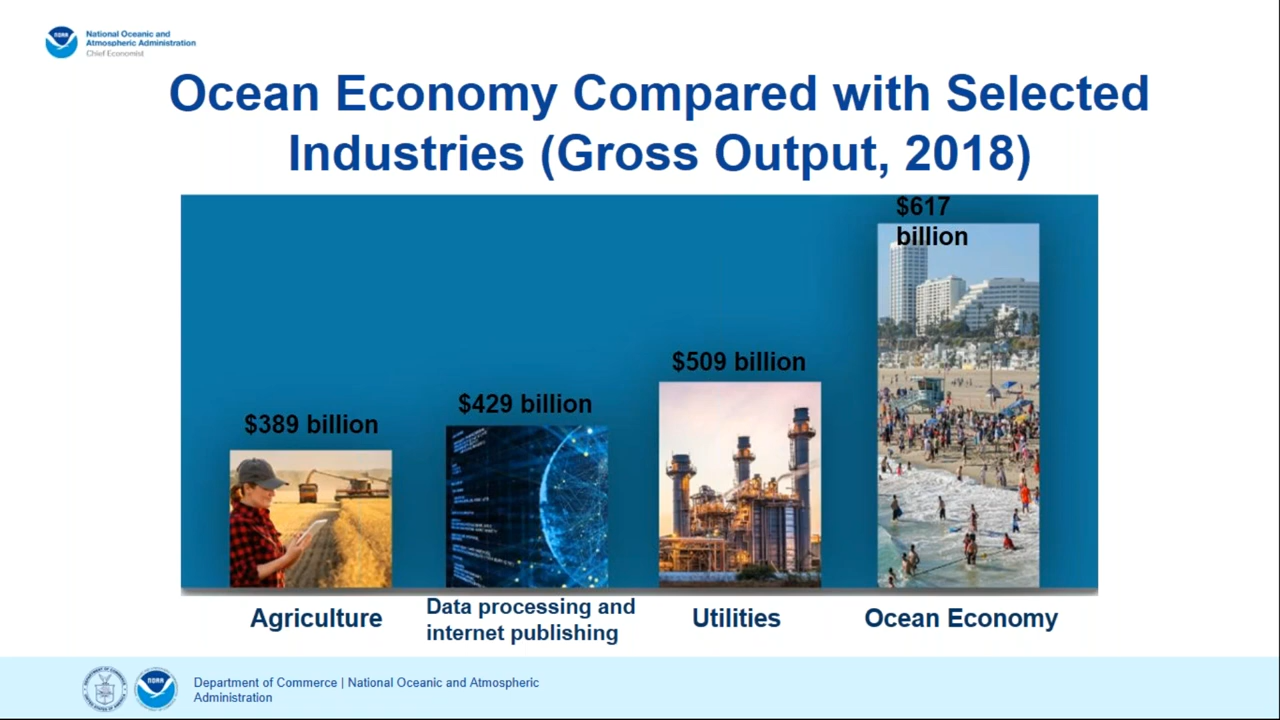 NOAA
National Oceanic and
Atmospheric Administration
Chief Economist
Ocean Economy Compared with Selected
Industries (Gross Output, 2018)
$617
billion
$509 billion
$429 billion
$389 billion
Agriculture
Data processing and
internet publishing
Utilities
Ocean Economy
NOAA
Department of Commerce | National Oceanic and Atmospheric
Administration